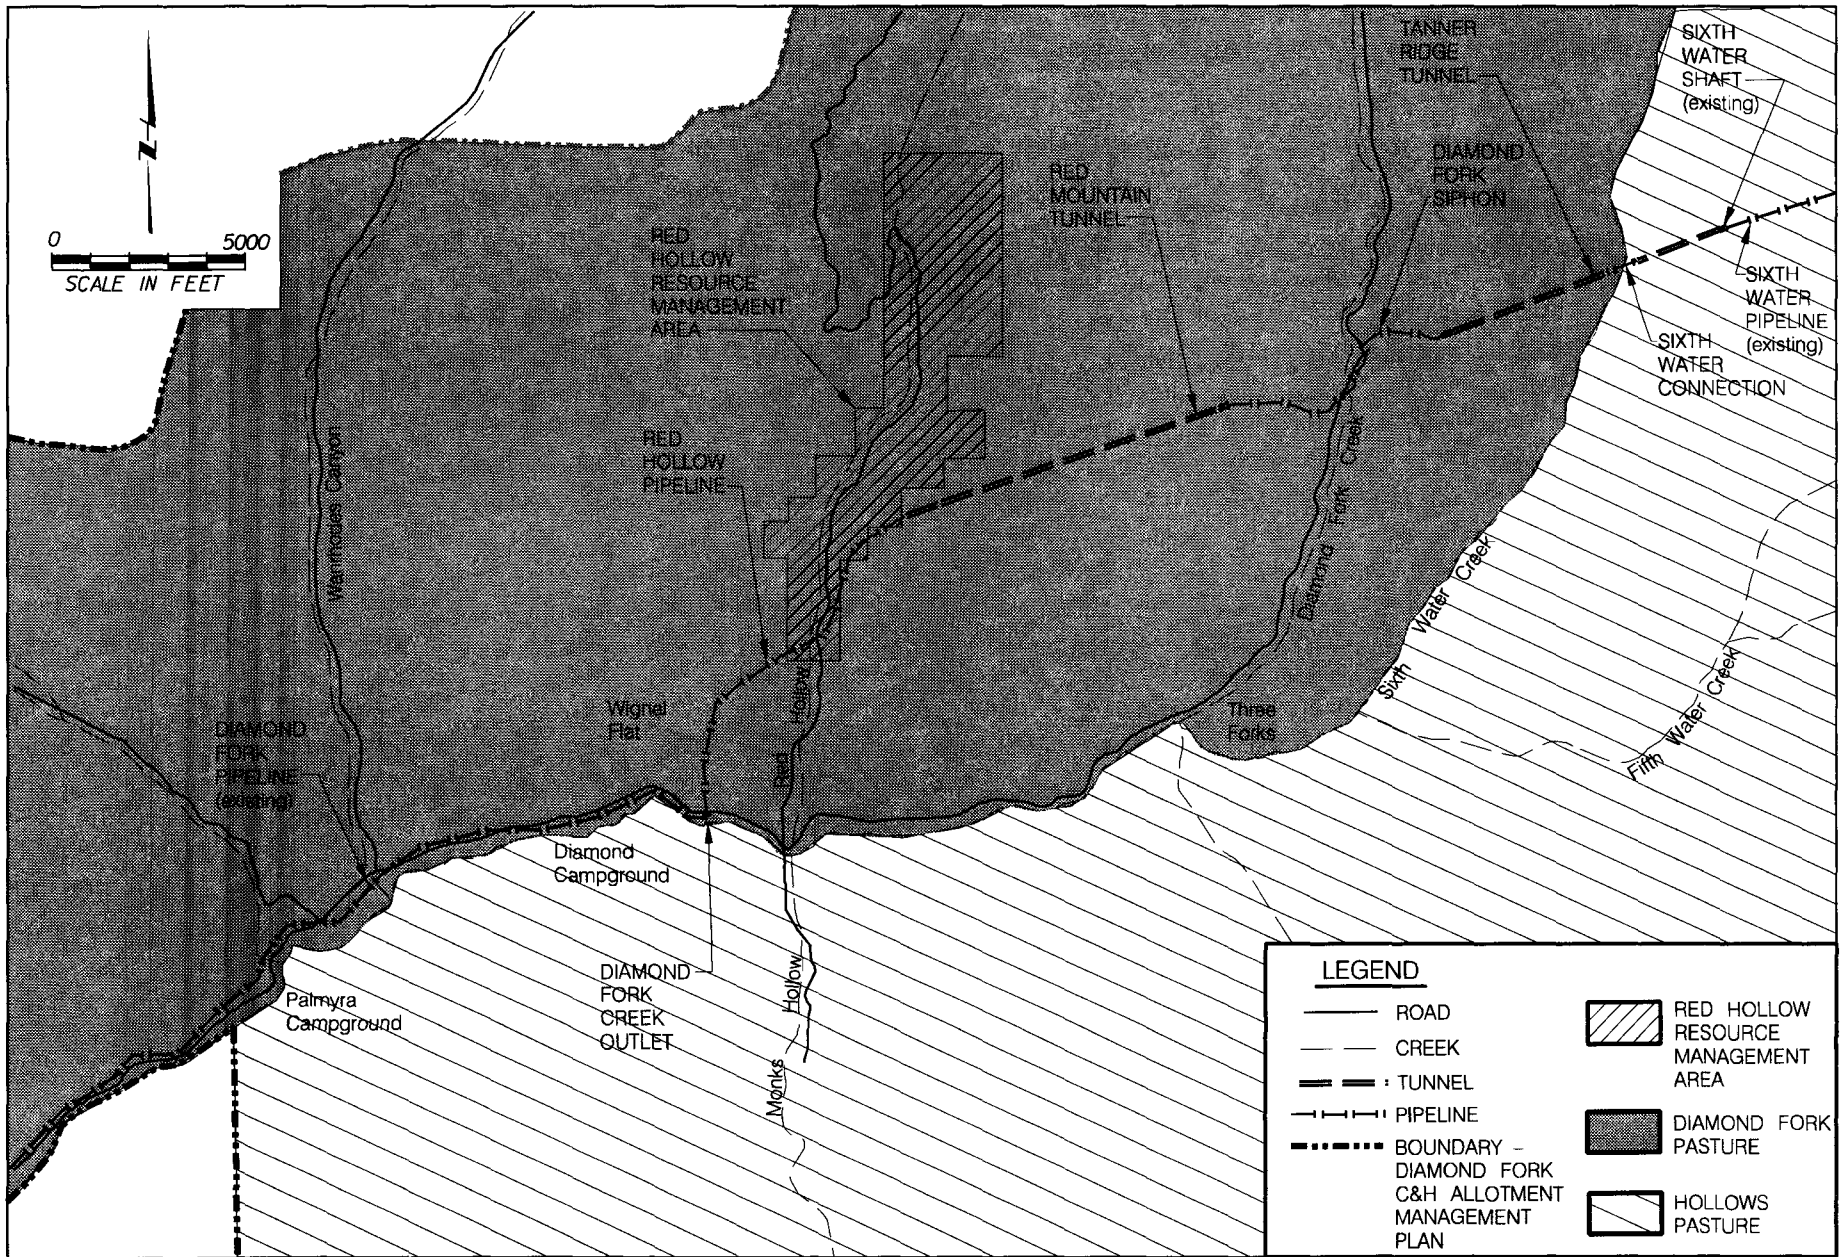 TANNER
RIDGE
TUNNEL
SIXTH
WATER
SHAFT
(existing)
N
0 5000
SCALE IN FEET
DIAMOND
FORK
SIPHON
RED
MOUNTAIN
TUNNEL
RED
HOLLOW
RESOURCE
MANAGEMENT
AREA
SIXTH
WATER
PIPELINE
(existing)
SIXTH
WATER
CONNECTION
RED
HOLLOW
PIPELINE
Wanrhodes Canyon
Diamond Fork Creek
Sixth Water Creek
Fifth Water Creek
Three
Forks
Wignal
Flat
Red Hollow
DIAMOND
FORK
PIPELINE
(existing)
Diamond
Campground
DIAMOND
FORK
CREEK
OUTLET
Palmyra
Campground
Monks Hollow
LEGEND
ROAD
CREEK
TUNNEL
PIPELINE
BOUNDARY -
DIAMOND FORK
C&H ALLOTMENT
MANAGEMENT
PLAN
RED HOLLOW
RESOURCE
MANAGEMENT
AREA
DIAMOND FORK
PASTURE
HOLLOWS
PASTURE